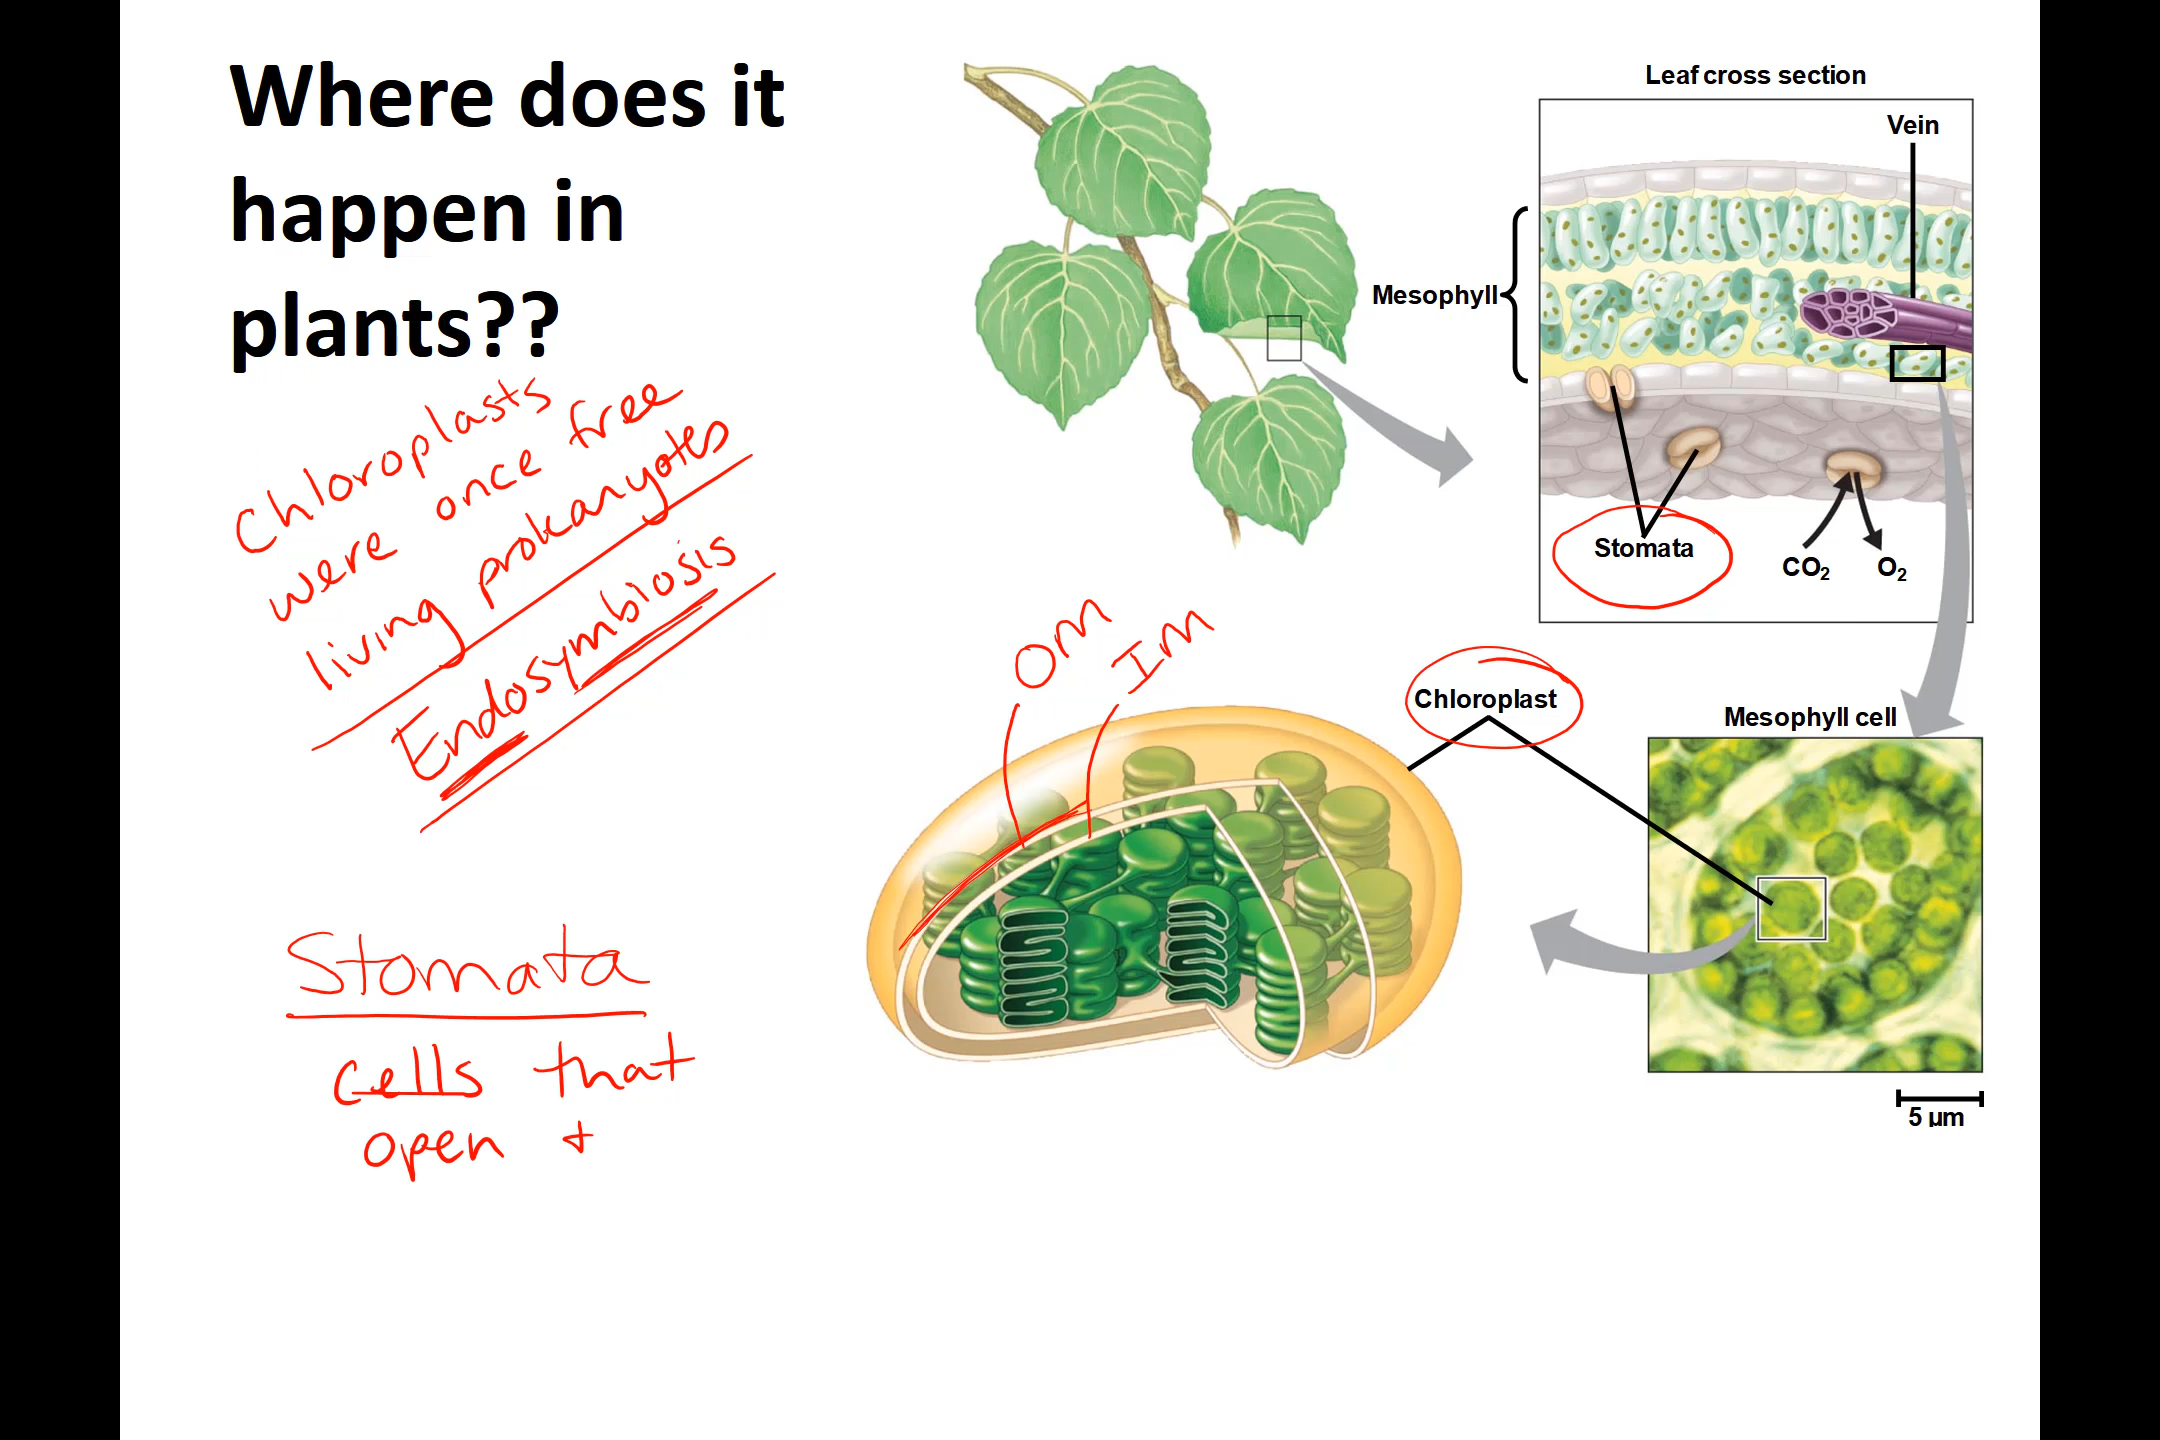 Where does it
happen in
plants??
Chloroplasts
were once free
living prokaryotes
Endosymbiosis
Stomata
cells that
open +
Leaf cross section
Vein
Mesophyll
Stomata
CO2 O2
OM IM
Chloroplast
Mesophyll cell
5 µm